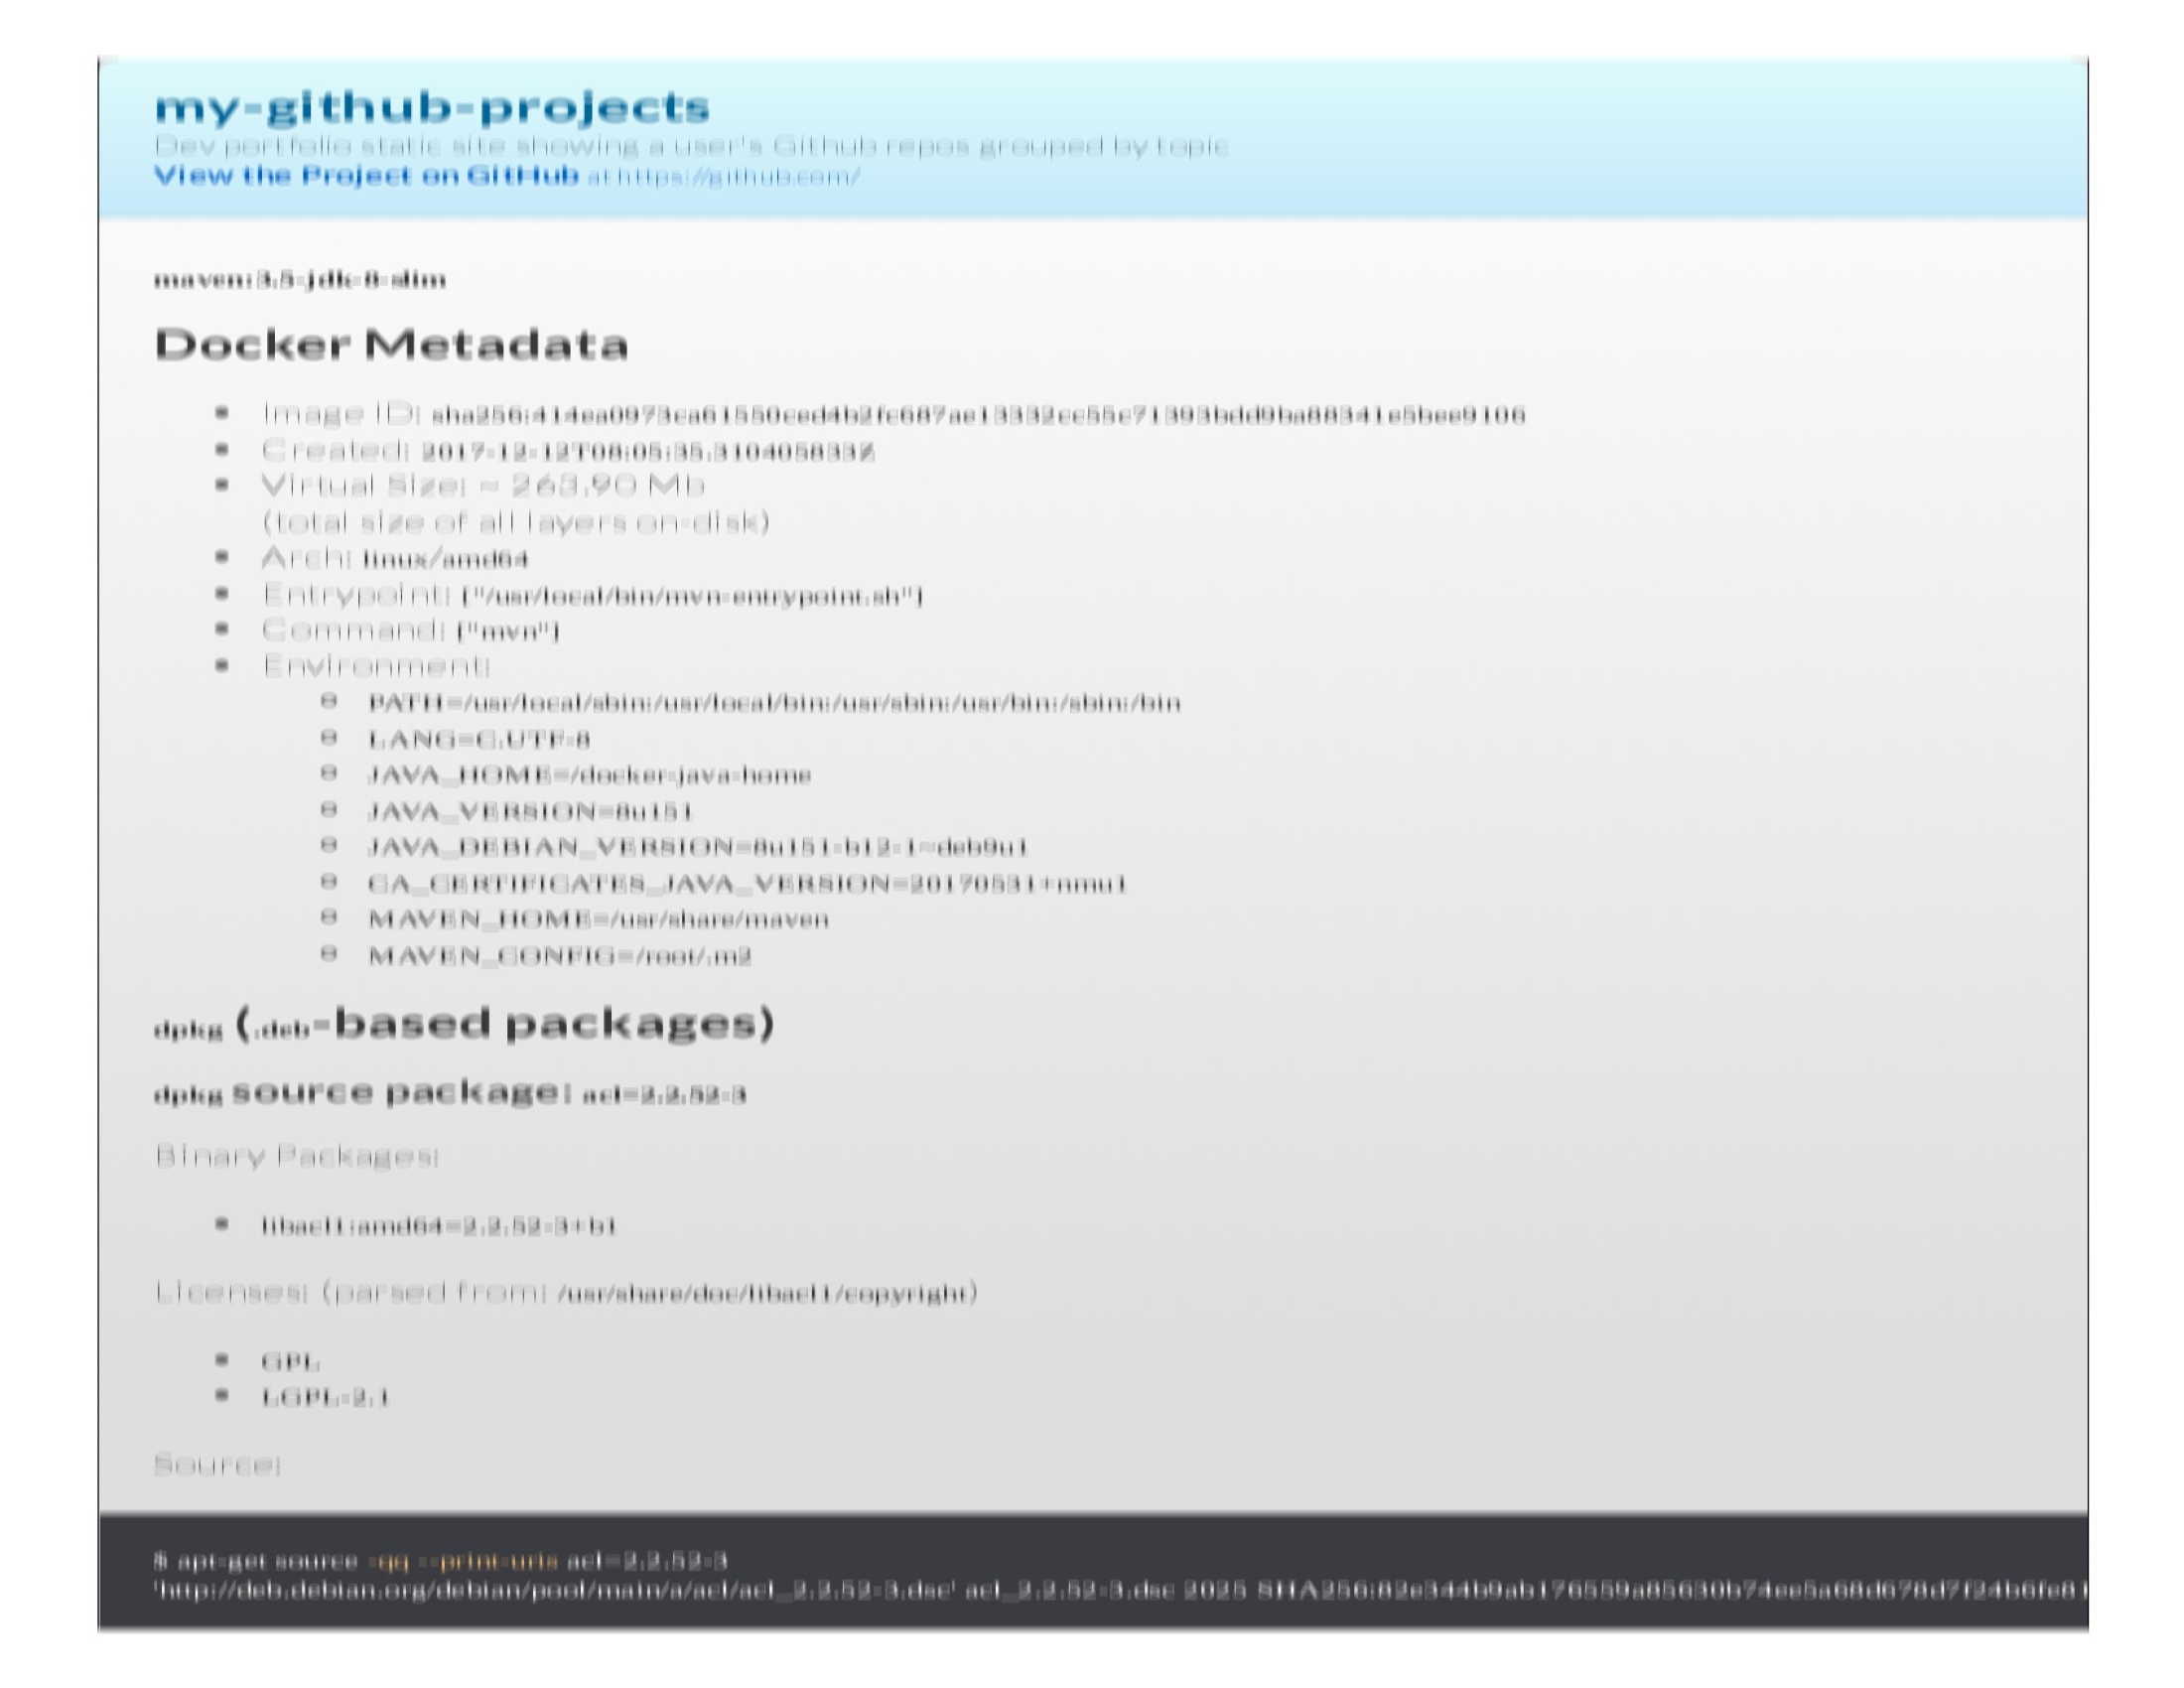 my-github-projects
Dev portfolio static site showing a user's Github repos grouped by topic
View the Project on GitHub at https://github.com/
maven:3.5-jdk-8-slim
Docker Metadata
• Image ID: sha256:414ea0973ca61550ced4b2fc687ae13332cc55c71393bdd9ba88341e5bee9106
• Created: 2017-12-12T08:05:35.310405833Z
• Virtual Size: ~ 263.90 Mb
(total size of all layers on-disk)
• Arch: linux/amd64
• Entrypoint: ["/usr/local/bin/mvn-entrypoint.sh"]
• Command: ["mvn"]
• Environment:
o PATH=/usr/local/sbin:/usr/local/bin:/usr/sbin:/usr/bin:/sbin:/bin
o LANG=C.UTF-8
o JAVA_HOME=/docker-java-home
o JAVA_VERSION=8u151
o JAVA_DEBIAN_VERSION=8u151-b12-1~deb9u1
o CA_CERTIFICATES_JAVA_VERSION=20170531+nmu1
o MAVEN_HOME=/usr/share/maven
o MAVEN_CONFIG=/root/.m2
dpkg (.deb-based packages)
dpkg source package: acl=2.2.52-3
Binary Packages:
• libacl1:amd64=2.2.52-3+b1
Licenses: (parsed from: /usr/share/doc/libacl1/copyright)
• GPL
• LGPL-2.1
Source:
$ apt-get source -qq --print-uris acl=2.2.52-3
'http://deb.debian.org/debian/pool/main/a/acl/acl_2.2.52-3.dsc' acl_2.2.52-3.dsc 2025 SHA256:82e344b9ab176559a85630b74ee5a68d678d7f24b6fe81